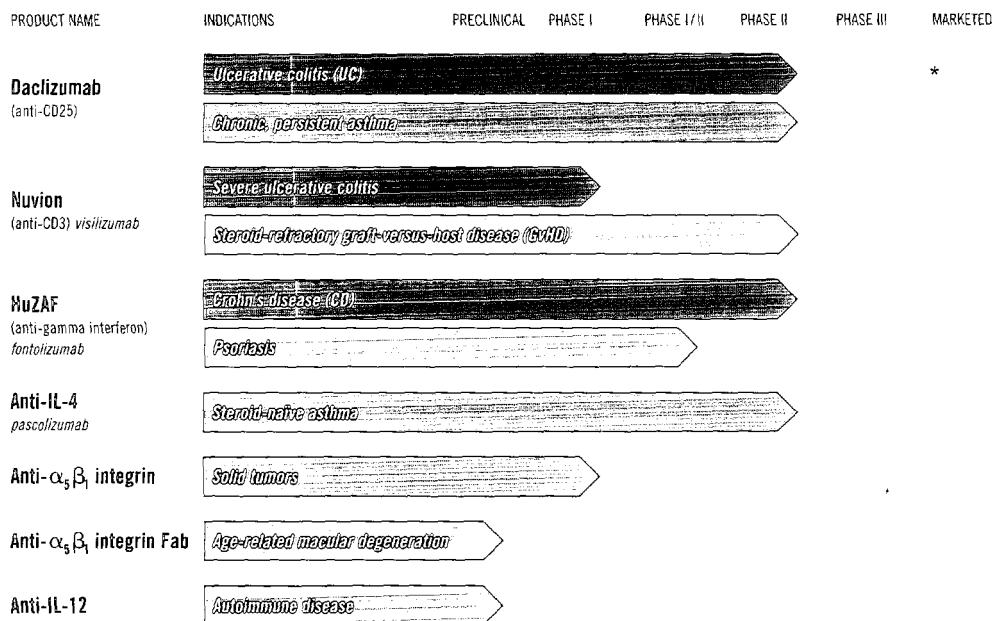 PRODUCT NAME INDICATIONS PRECLINICAL PHASE I PHASE I/II PHASE II PHASE III MARKETED
Daclizumab
(anti-CD25)
Ulcerative colitis (UC) *
Chronic, persistent asthma
Nuvion
(anti-CD3) visilizumab
Severe ulcerative colitis
Steroid-refractory graft-versus-host disease (GvHD)
HuZAF
(anti-gamma interferon)
fontolizumab
Crohn's disease (CD)
Psoriasis
Anti-IL-4
pascolizumab
Steroid-naïve asthma
Anti-α₅β₁ integrin
Solid tumors
Anti-α₅β₁ integrin Fab
Age-related macular degeneration
Anti-IL-12
Autoimmune disease